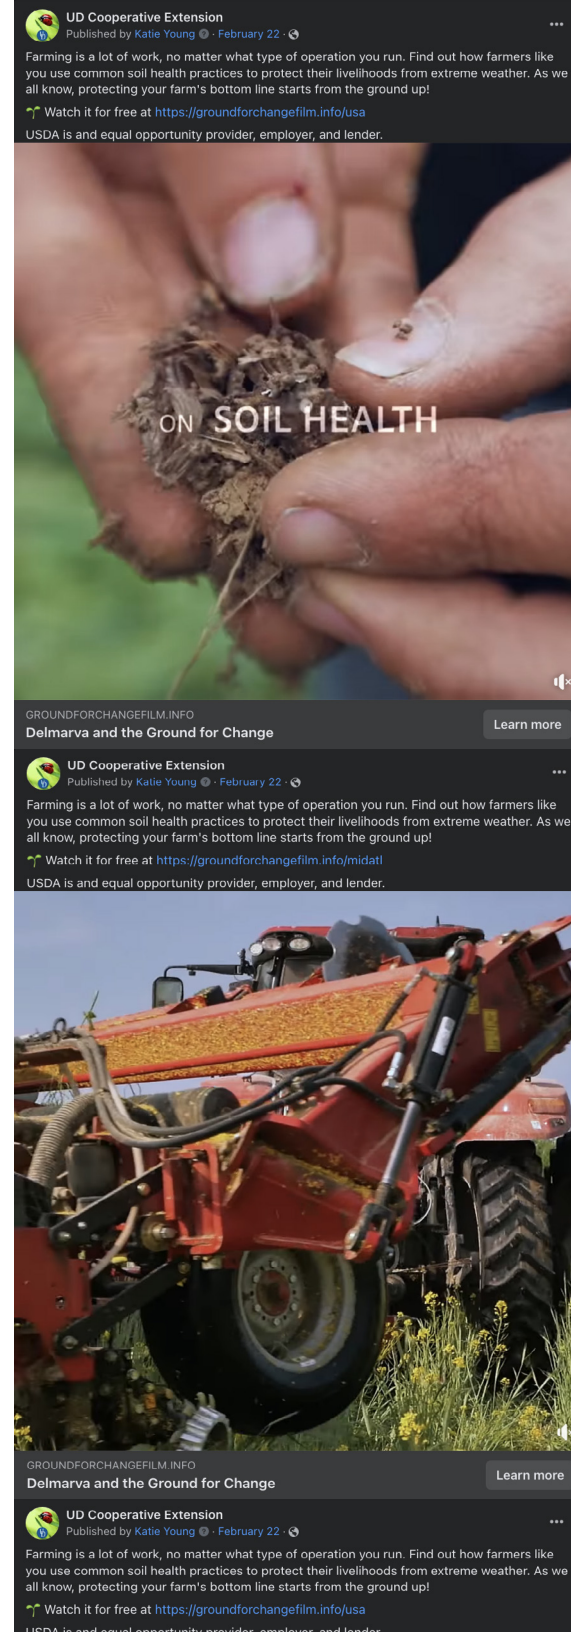 UD Cooperative Extension
Published by Katie Young · February 22 ·
Farming is a lot of work, no matter what type of operation you run. Find out how farmers like
you use common soil health practices to protect their livelihoods from extreme weather. As we
all know, protecting your farm's bottom line starts from the ground up!
Watch it for free at https://groundforchangefilm.info/usa
USDA is and equal opportunity provider, employer, and lender.
ON SOIL HEALTH
GROUNDFORCHANGEFILM.INFO
Delmarva and the Ground for Change
Learn more
UD Cooperative Extension
Published by Katie Young · February 22 ·
Farming is a lot of work, no matter what type of operation you run. Find out how farmers like
you use common soil health practices to protect their livelihoods from extreme weather. As we
all know, protecting your farm's bottom line starts from the ground up!
Watch it for free at https://groundforchangefilm.info/midatl
USDA is and equal opportunity provider, employer, and lender.
GROUNDFORCHANGEFILM.INFO
Delmarva and the Ground for Change
Learn more
UD Cooperative Extension
Published by Katie Young · February 22 ·
Farming is a lot of work, no matter what type of operation you run. Find out how farmers like
you use common soil health practices to protect their livelihoods from extreme weather. As we
all know, protecting your farm's bottom line starts from the ground up!
Watch it for free at https://groundforchangefilm.info/usa
USDA is and equal opportunity provider, employer, and lender.